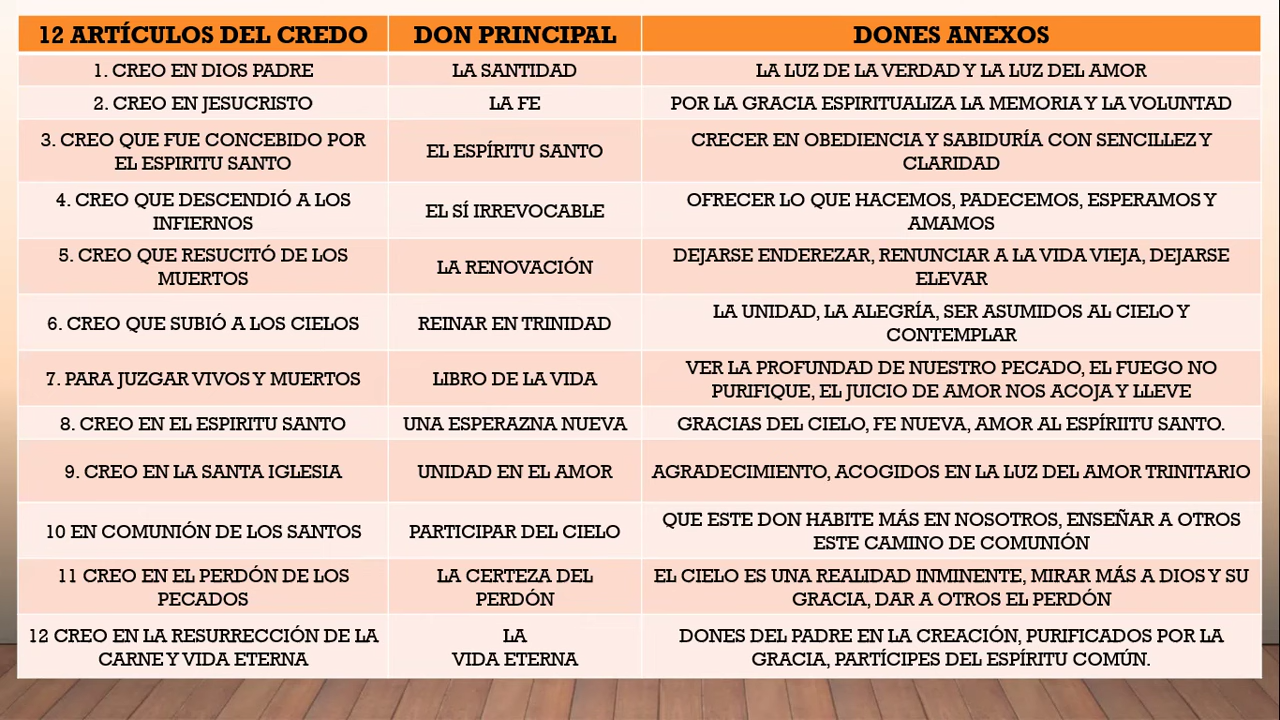 12 ARTÍCULOS DEL CREDO DON PRINCIPAL DONES ANEXOS
1. CREO EN DIOS PADRE LA SANTIDAD LA LUZ DE LA VERDAD Y LA LUZ DEL AMOR
2. CREO EN JESUCRISTO LA FE POR LA GRACIA ESPIRITUALIZA LA MEMORIA Y LA VOLUNTAD
3. CREO QUE FUE CONCEBIDO POR
EL ESPIRITU SANTO
EL ESPÍRITU SANTO
CRECER EN OBEDIENCIA Y SABIDURÍA CON SENCILLEZ Y
CLARIDAD
4. CREO QUE DESCENDIÓ A LOS
INFIERNOS
EL SÍ IRREVOCABLE
OFRECER LO QUE HACEMOS, PADECEMOS, ESPERAMOS Y
AMAMOS
5. CREO QUE RESUCITÓ DE LOS
MUERTOS
LA RENOVACIÓN
DEJARSE ENDEREZAR, RENUNCIAR A LA VIDA VIEJA, DEJARSE
ELEVAR
6. CREO QUE SUBIÓ A LOS CIELOS
REINAR EN TRINIDAD
LA UNIDAD, LA ALEGRÍA, SER ASUMIDOS AL CIELO Y
CONTEMPLAR
7. PARA JUZGAR VIVOS Y MUERTOS
LIBRO DE LA VIDA
VER LA PROFUNDAD DE NUESTRO PECADO, EL FUEGO NO
PURIFIQUE, EL JUICIO DE AMOR NOS ACOJA Y LLEVE
8. CREO EN EL ESPIRITU SANTO UNA ESPERAZNA NUEVA GRACIAS DEL CIELO, FE NUEVA, AMOR AL ESPÍRIITU SANTO.
9. CREO EN LA SANTA IGLESIA UNIDAD EN EL AMOR AGRADECIMIENTO, ACOGIDOS EN LA LUZ DEL AMOR TRINITARIO
10 EN COMUNIÓN DE LOS SANTOS
PARTICIPAR DEL CIELO
QUE ESTE DON HABITE MÁS EN NOSOTROS, ENSEÑAR A OTROS
ESTE CAMINO DE COMUNIÓN
11 CREO EN EL PERDÓN DE LOS
PECADOS
LA CERTEZA DEL
PERDÓN
EL CIELO ES UNA REALIDAD INMINENTE, MIRAR MÁS A DIOS Y SU
GRACIA, DAR A OTROS EL PERDÓN
12 CREO EN LA RESURRECCIÓN DE LA
CARNE Y VIDA ETERNA
LA
VIDA ETERNA
DONES DEL PADRE EN LA CREACIÓN, PURIFICADOS POR LA
GRACIA, PARTÍCIPES DEL ESPÍRITU COMÚN.